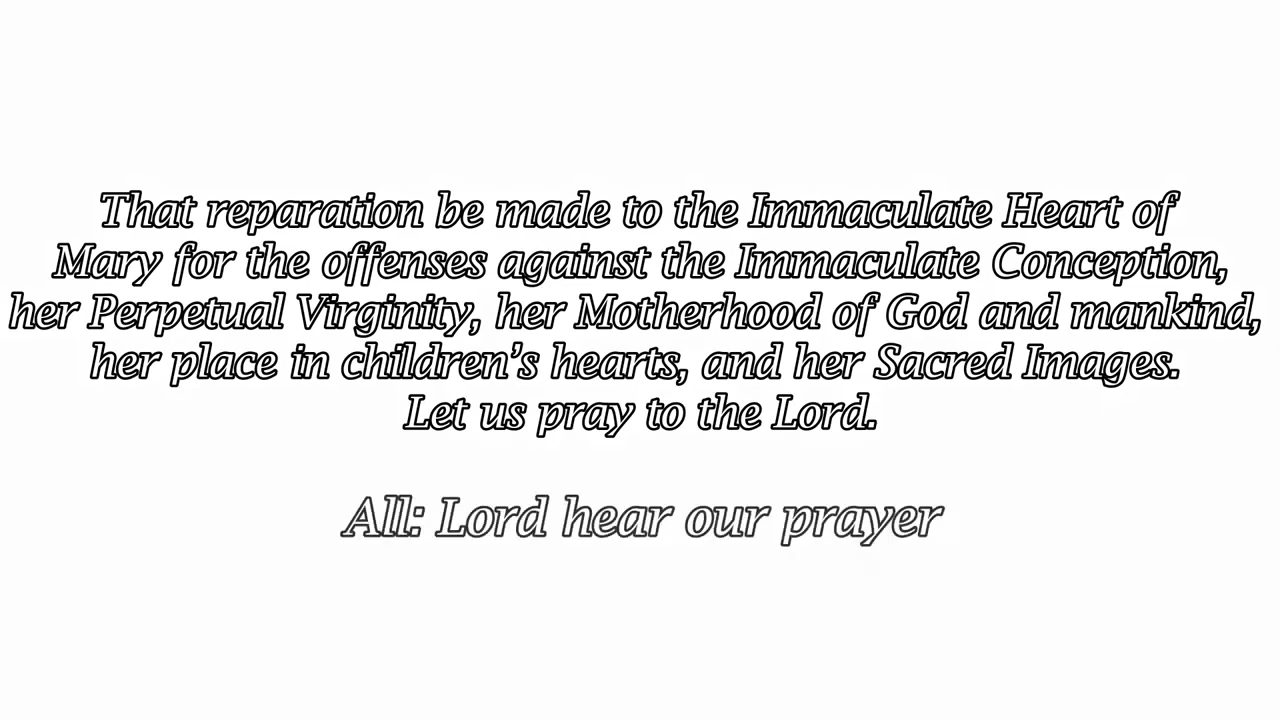 That reparation be made to the Immaculate Heart of
Mary for the offenses against the Immaculate Conception,
her Perpetual Virginity, her Motherhood of God and mankind,
her place in children’s hearts, and her Sacred Images.
Let us pray to the Lord.
All: Lord hear our prayer